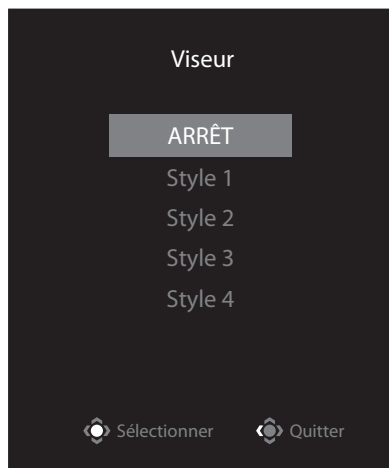 Viseur
ARRÊT
Style 1
Style 2
Style 3
Style 4
Sélectionner Quitter